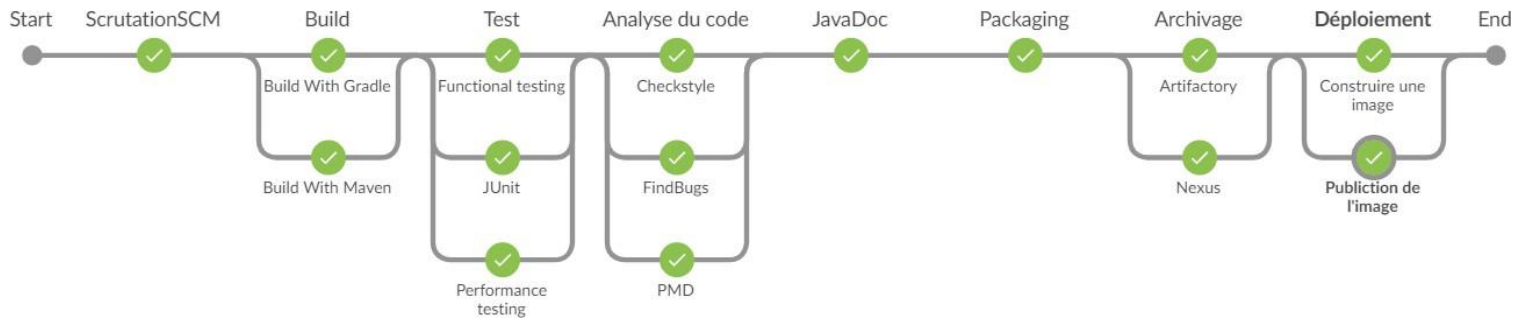 Start
ScrutationSCM
Build
Test
Analyse du code
JavaDoc
Packaging
Archivage
Déploiement
End
Build With Gradle
Functional testing
Checkstyle
Artifactory
Construire une
image
Build With Maven
JUnit
FindBugs
Nexus
Publiction de
l'image
Performance
testing
PMD